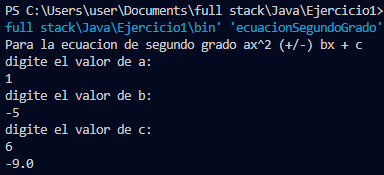 PS C:\Users\user\Documents\full stack\Java\Ejercicio1>
full stack\Java\Ejercicio1\bin' 'ecuacionSegundoGrado'
Para la ecuacion de segundo grado ax^2 (+/-) bx + c
digite el valor de a:
1
digite el valor de b:
-5
digite el valor de c:
6
-9.0